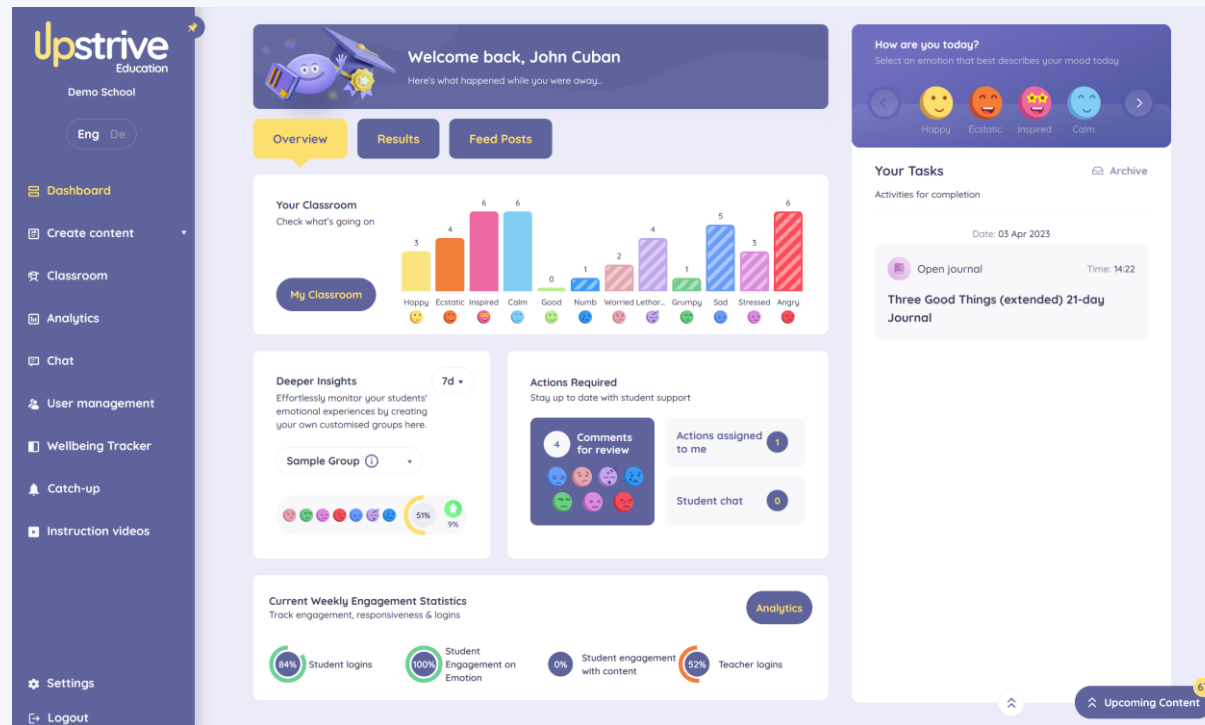 Upstrive
Education
Demo School
Eng De
Dashboard
Create content
Classroom
Analytics
Chat
User management
Wellbeing Tracker
Catch-up
Instruction videos
Settings
Logout
Welcome back, John Cuban
Here's what happened while you were away...
Overview
Results
Feed Posts
Your Classroom
Check what's going on
My Classroom
3 4 6 6 0 1 2 4 1 5 3 6
Happy Ecstatic Inspired Calm Good Numb Worried Lethar... Grumpy Sad Stressed Angry
Deeper Insights
7d
Effortlessly monitor your students'
emotional experiences by creating
your own customised groups here.
Sample Group
51%
9%
Actions Required
Stay up to date with student support
4
Comments
for review
Actions assigned
to me
1
Student chat
0
Current Weekly Engagement Statistics
Track engagement, responsiveness & logins
Analytics
84%
Student logins
100%
Student
Engagement on
Emotion
0%
Student engagement
with content
52%
Teacher logins
How are you today?
Select an emotion that best describes your mood today
Happy Ecstatic Inspired Calm
Your Tasks
Archive
Activities for completion
Date: 03 Apr 2023
Open journal
Time: 14:22
Three Good Things (extended) 21-day
Journal
Upcoming Content